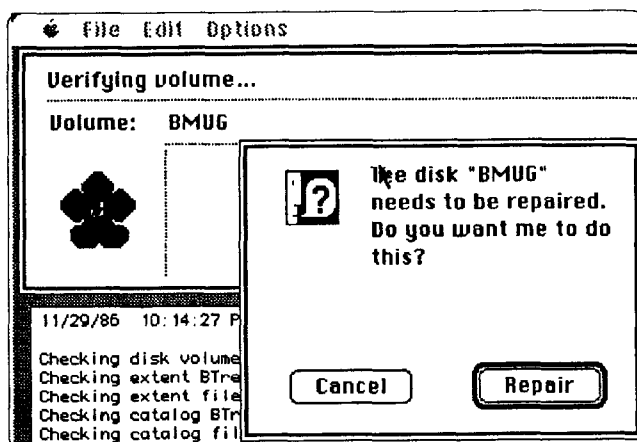 File Edit Options
Verifying volume...
Volume: BMUG
The disk "BMUG"
needs to be repaired.
Do you want me to do
this?
11/29/86 10:14:27 P
Checking disk volume
Checking extent BTre
Checking extent file
Checking catalog BTr
Checking catalog fil
Cancel
Repair